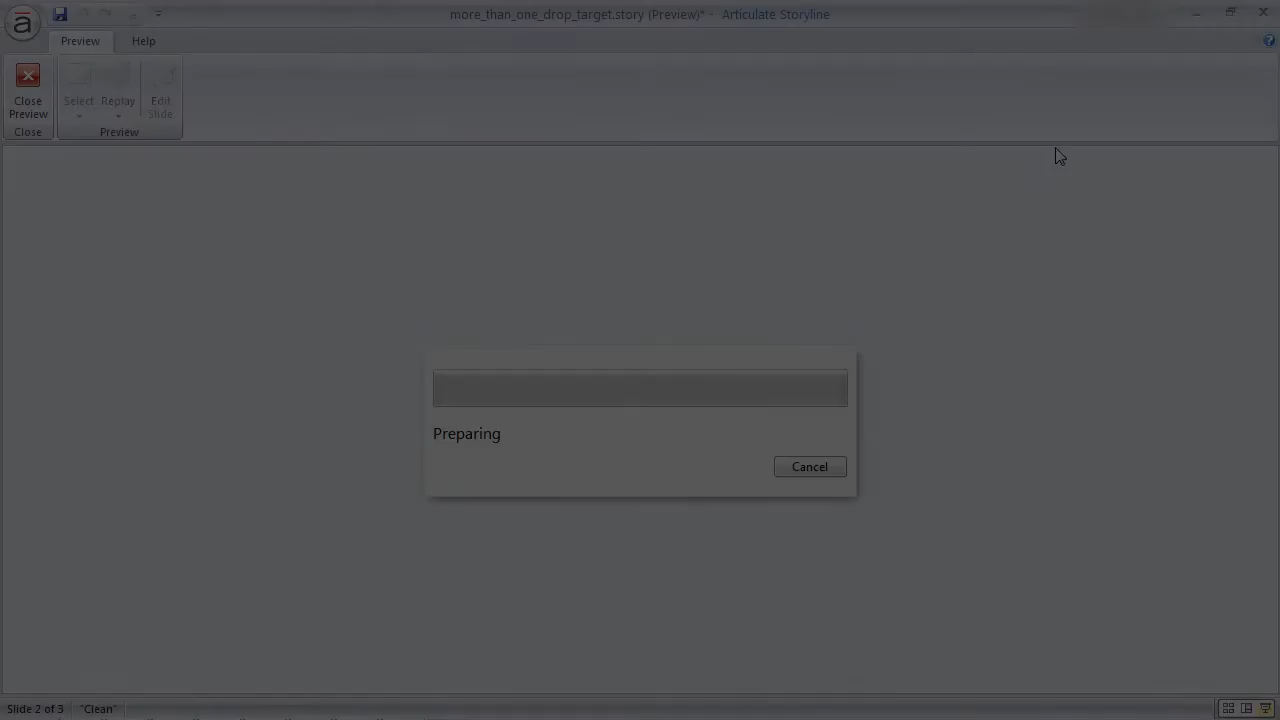 more_than_one_drop_target.story (Preview)* - Articulate Storyline
Preview Help
Close Preview
Select
Replay
Edit Slide
Close
Preview
Preparing
Cancel
Slide 2 of 3 "Clean"